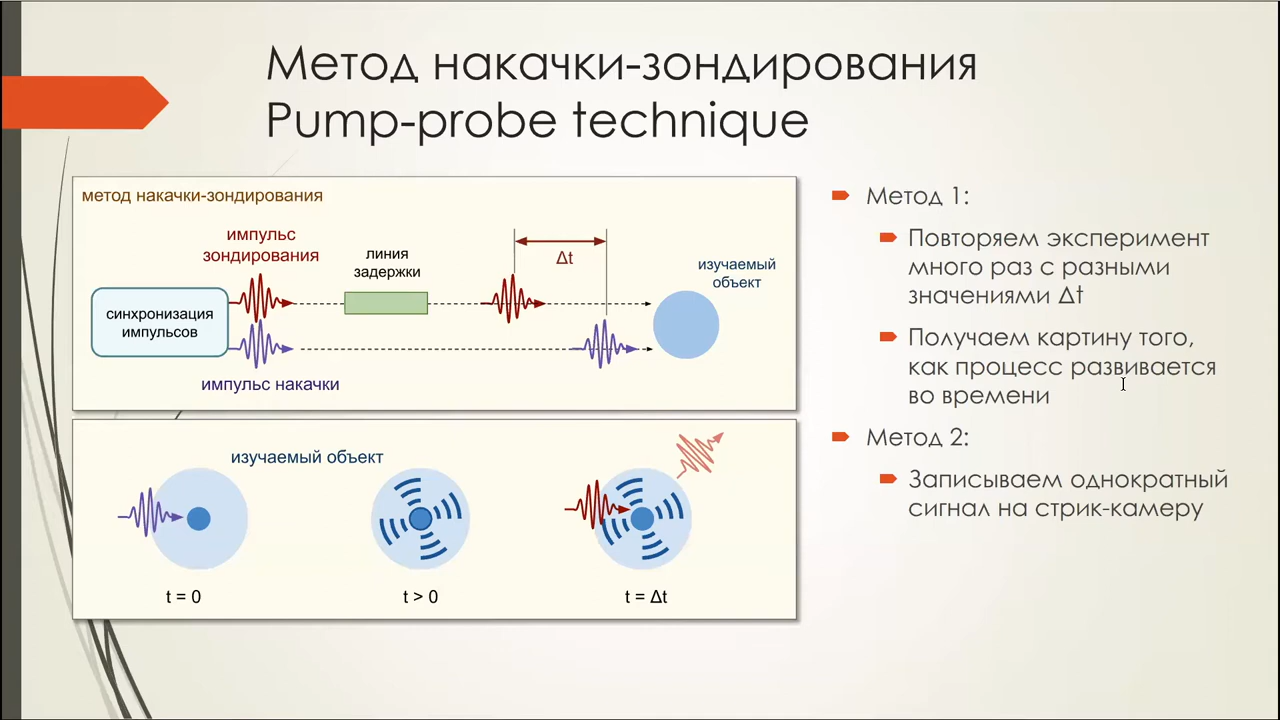 Метод накачки-зондирования
Pump-probe technique
метод накачки-зондирования
импульс
зондирования
линия
задержки
Δt
изучаемый
объект
синхронизация
импульсов
импульс накачки
изучаемый объект
t = 0
t > 0
t = Δt
Метод 1:
Повторяем эксперимент
много раз с разными
значениями Δt
Получаем картину того,
как процесс развивается
во времени
Метод 2:
Записываем однократный
сигнал на стрик-камеру